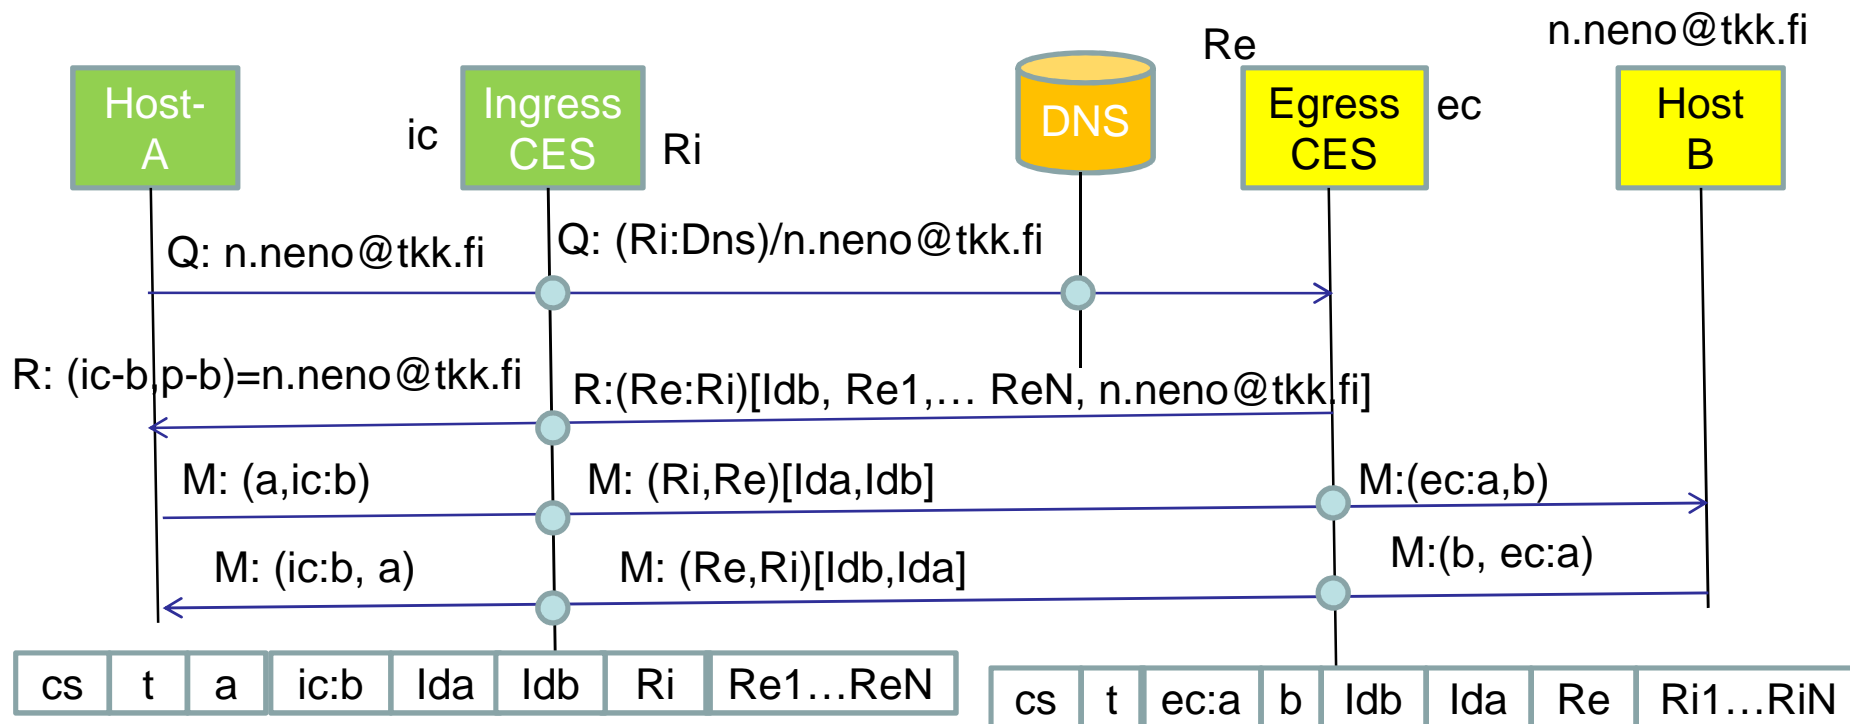 n.neno@tkk.fi
Re
Host-
A
ic
Ingress
CES
Ri
DNS
Egress
CES
ec
Host
B
Q: n.neno@tkk.fi
Q: (Ri:Dns)/n.neno@tkk.fi
R: (ic-b,p-b)=n.neno@tkk.fi
R:(Re:Ri)[Idb, Re1,… ReN, n.neno@tkk.fi]
M: (a,ic:b)
M: (Ri,Re)[Ida,Idb]
M:(ec:a,b)
M: (ic:b, a)
M: (Re,Ri)[Idb,Ida]
M:(b, ec:a)
cs t a ic:b Ida Idb Ri Re1…ReN
cs t ec:a b Idb Ida Re Ri1…RiN